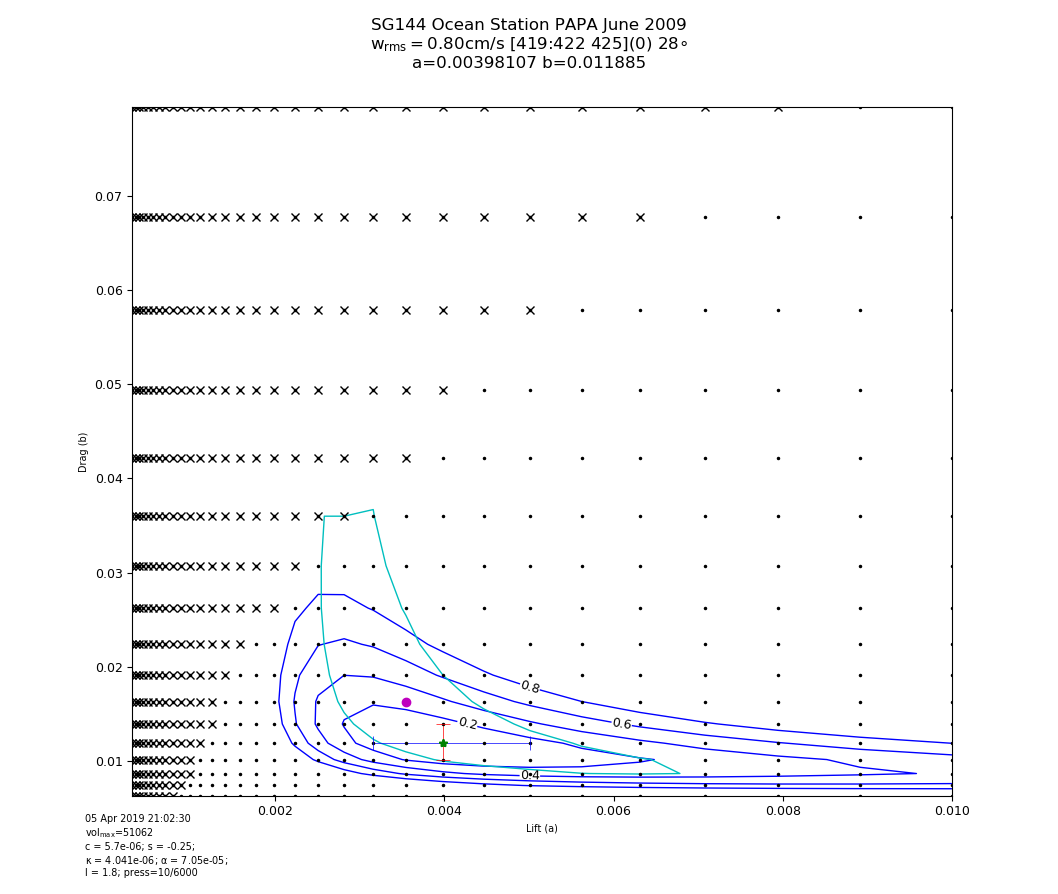 SG144 Ocean Station PAPA June 2009
w_rms = 0.80cm/s [419:422 425](0) 28∘
a=0.00398107 b=0.011885
0.07
0.06
0.05
0.04
Drag (b)
0.03
0.02
0.01
0.8
0.6
0.2
0.4
0.002
0.004
0.006
0.008
0.010
Lift (a)
05 Apr 2019 21:02:30
vol_max=51062
c = 5.7e-06; s = -0.25;
κ = 4.041e-06; α = 7.05e-05;
l = 1.8; press=10/6000